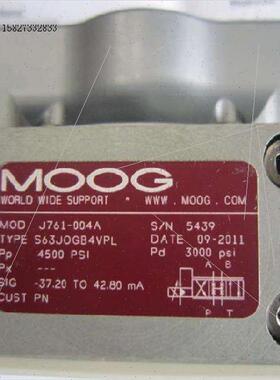 15827332833
MOOG
WORLD WIDE SUPPORT • WWW.MOOG.COM
MOD J761-004A S/N 5439
TYPE S63JOGB4VPL DATE 09-2011
Pp 4500 PSI Pd 3000 psi
Px ---
A B
SIG -37.20 TO 42.80 mA
P T
CUST PN